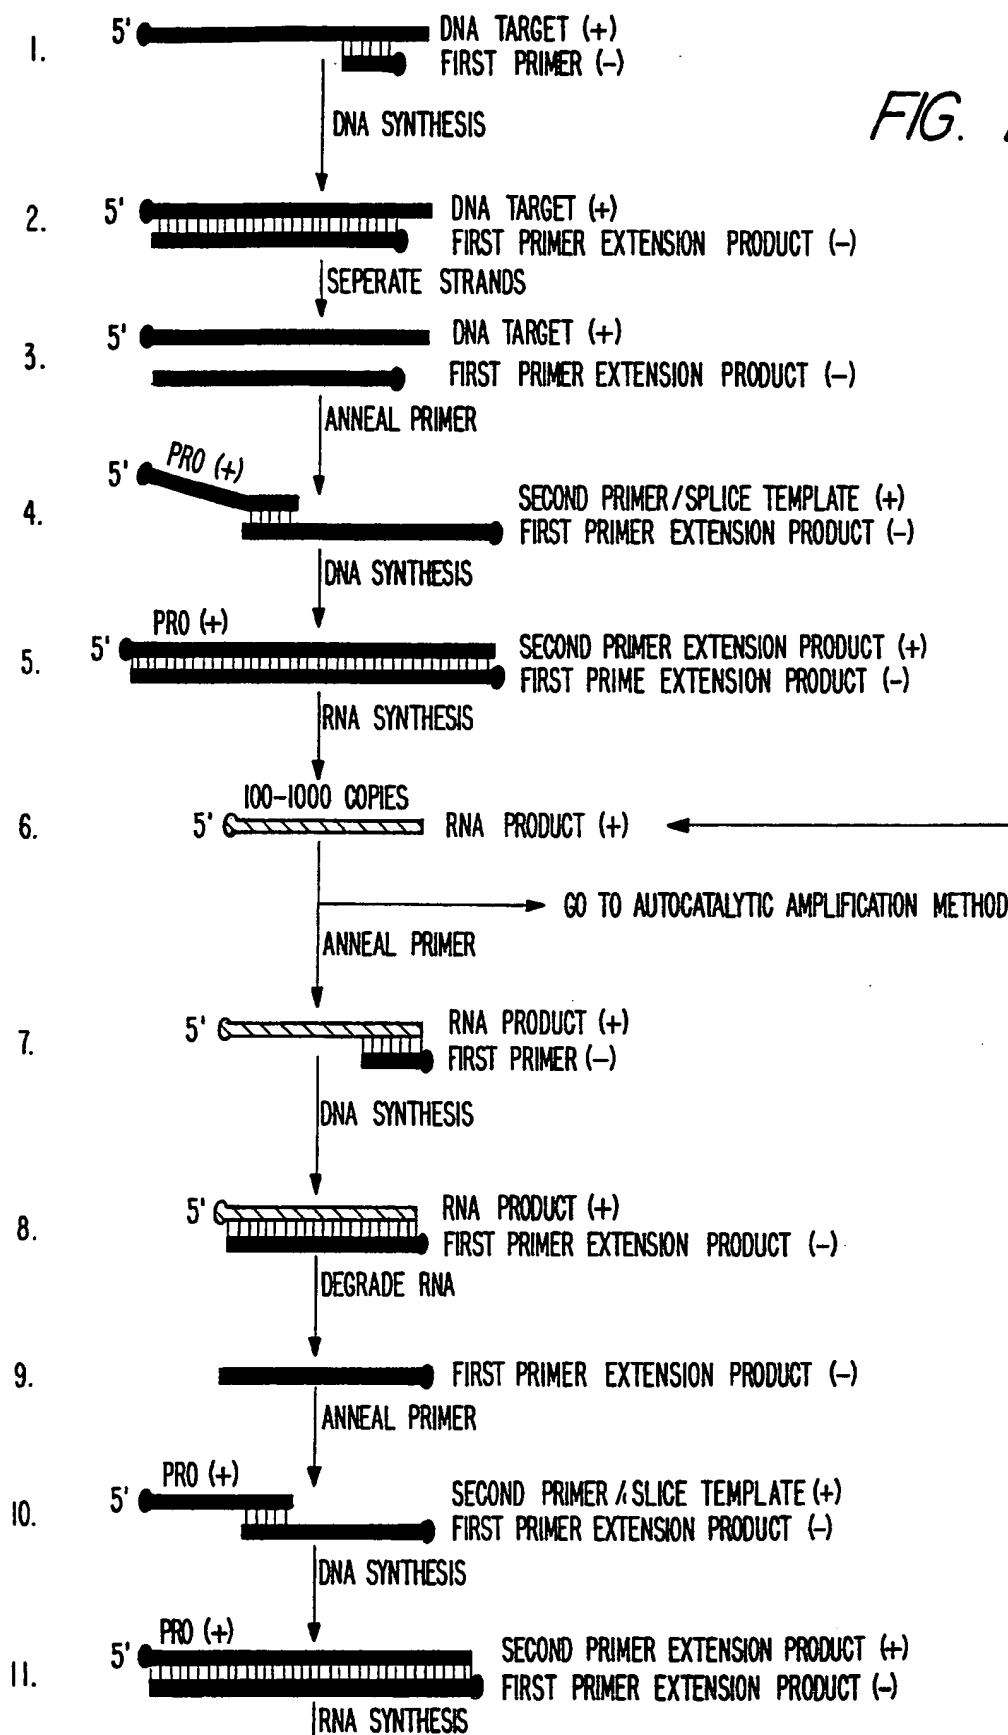 FIG.
1.
5'
DNA TARGET (+)
FIRST PRIMER (-)
DNA SYNTHESIS
2.
5'
DNA TARGET (+)
FIRST PRIMER EXTENSION PRODUCT (-)
SEPERATE STRANDS
3.
5'
DNA TARGET (+)
FIRST PRIMER EXTENSION PRODUCT (-)
ANNEAL PRIMER
4.
5'
PRO (+)
SECOND PRIMER/SPLICE TEMPLATE (+)
FIRST PRIMER EXTENSION PRODUCT (-)
DNA SYNTHESIS
5.
5'
PRO (+)
SECOND PRIMER EXTENSION PRODUCT (+)
FIRST PRIME EXTENSION PRODUCT (-)
RNA SYNTHESIS
6.
100-1000 COPIES
5'
RNA PRODUCT (+)
GO TO AUTOCATALYTIC AMPLIFICATION METHOD
ANNEAL PRIMER
7.
5'
RNA PRODUCT (+)
FIRST PRIMER (-)
DNA SYNTHESIS
8.
5'
RNA PRODUCT (+)
FIRST PRIMER EXTENSION PRODUCT (-)
DEGRADE RNA
9.
FIRST PRIMER EXTENSION PRODUCT (-)
ANNEAL PRIMER
10.
5'
PRO (+)
SECOND PRIMER / SLICE TEMPLATE (+)
FIRST PRIMER EXTENSION PRODUCT (-)
DNA SYNTHESIS
11.
5'
PRO (+)
SECOND PRIMER EXTENSION PRODUCT (+)
FIRST PRIMER EXTENSION PRODUCT (-)
RNA SYNTHESIS